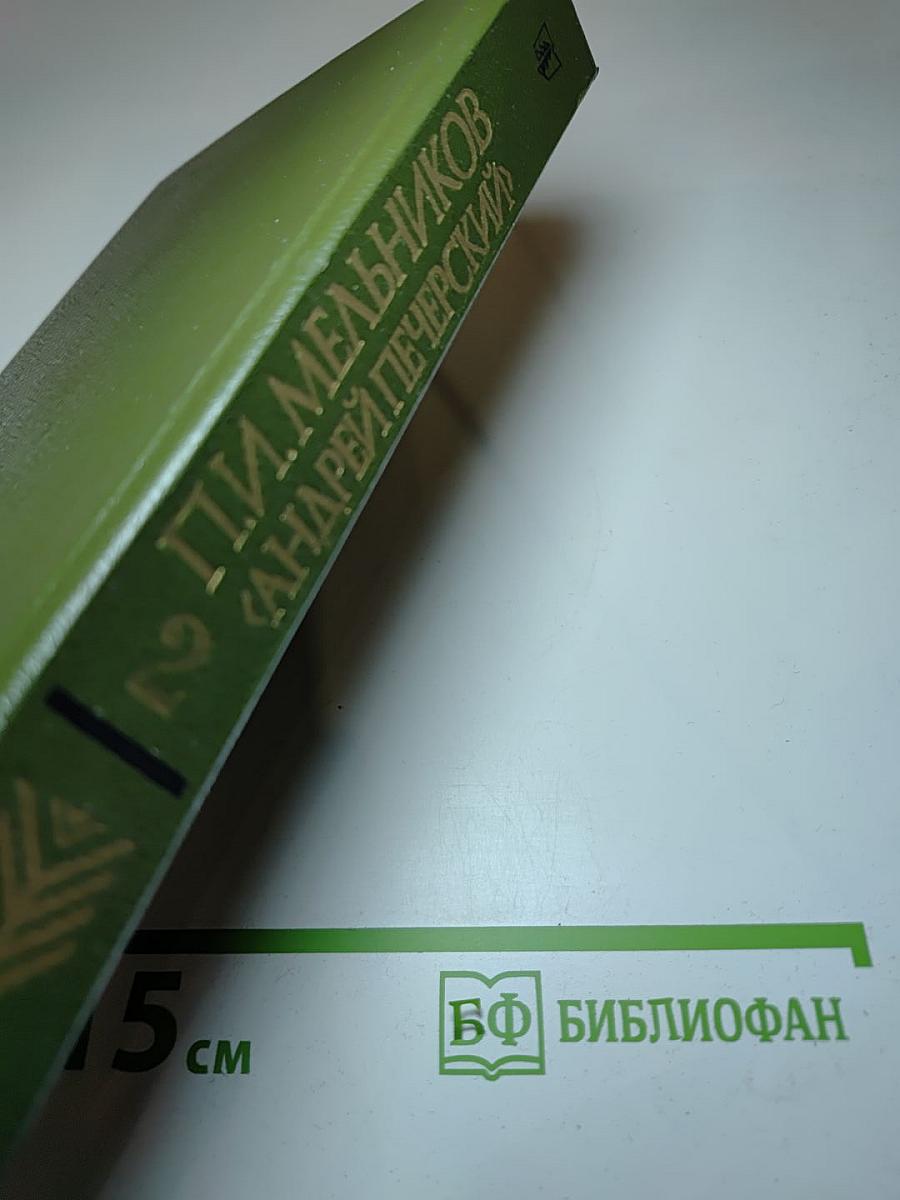 П.И.МЕЛЬНИКОВ
(АНДРЕЙ ПЕЧЕРСКИЙ)
2
15 см
БФ БИБЛИОФАН